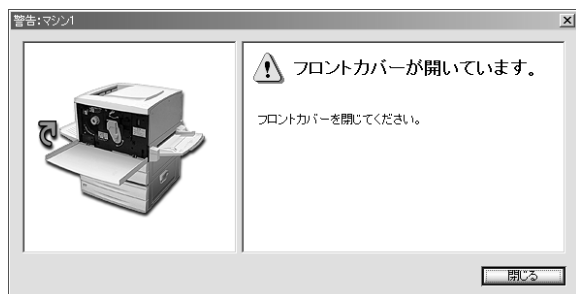 警告:マシン1
フロントカバーが開いています。
フロントカバーを閉じてください。
閉じる